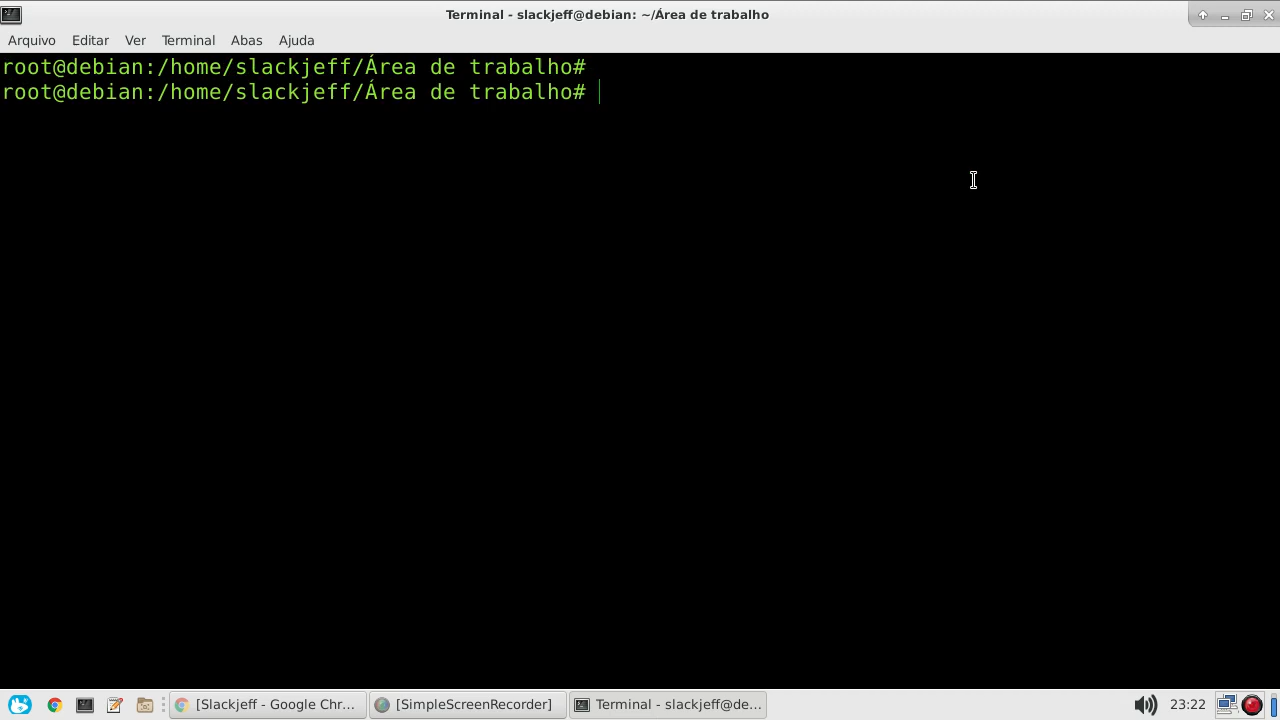 Terminal - slackjeff@debian: ~/Área de trabalho
Arquivo Editar Ver Terminal Abas Ajuda
root@debian:/home/slackjeff/Área de trabalho#
root@debian:/home/slackjeff/Área de trabalho#
[Slackjeff - Google Chr... [SimpleScreenRecorder] Terminal - slackjeff@de... 23:22